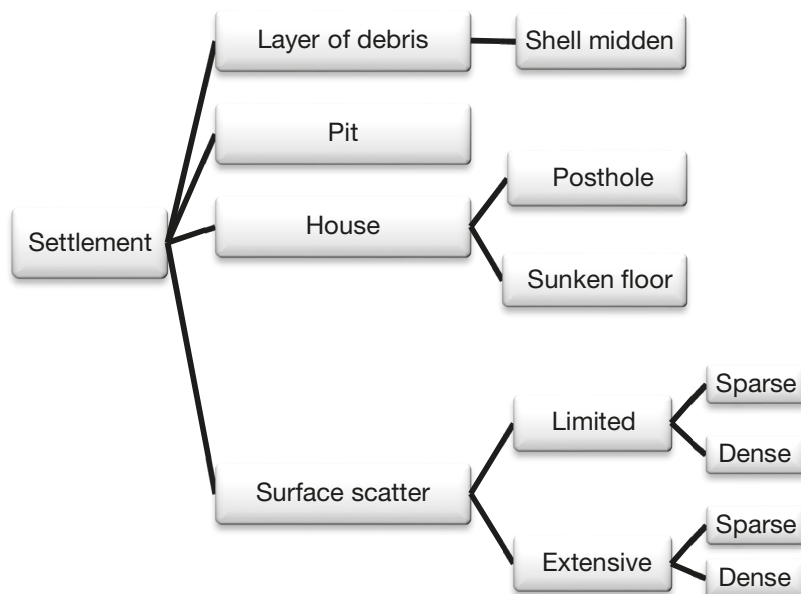 Layer of debris
Shell midden
Pit
Posthole
House
Settlement
Sunken floor
Sparse
Limited
Dense
Surface scatter
Sparse
Extensive
Dense